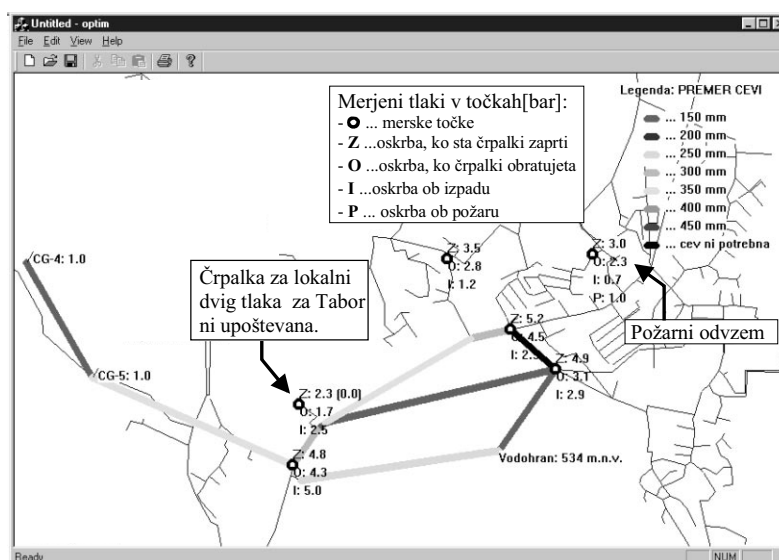 Untitled - optim
File Edit View Help
Merjeni tlaki v točkah[bar]:
- O ... merske točke
- Z ...oskrba, ko sta črpalki zaprti
- O ...oskrba, ko črpalki obratujeta
- I ...oskrba ob izpadu
- P ... oskrba ob požaru
Legenda: PREMER CEVI
... 150 mm
... 200 mm
... 250 mm
... 300 mm
... 350 mm
... 400 mm
... 450 mm
... cev ni potrebna
CG-4: 1.0
Z: 3.5
O: 2.8
I: 1.2
Z: 3.0
O: 2.3
I: 0.7
P: 1.0
Črpalka za lokalni
dvig tlaka za Tabor
ni upoštevana.
Požarni odvzem
Z: 5.2
O: 4.5
I:
CG-5: 1.0
Z: 4.9
O: 3.1
I: 2.9
Z: 2.3 (0.0)
O: 1.7
I: 2.5
Vodohran: 534 m.n.v.
Z: 4.8
O: 4.3
I: 5.0
Ready
NUM